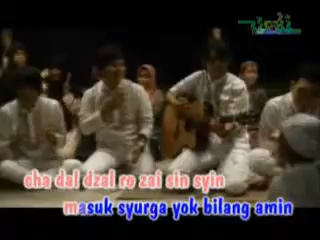 cha dal dzal ro zai sin syin
masuk syurga yok bilang amin